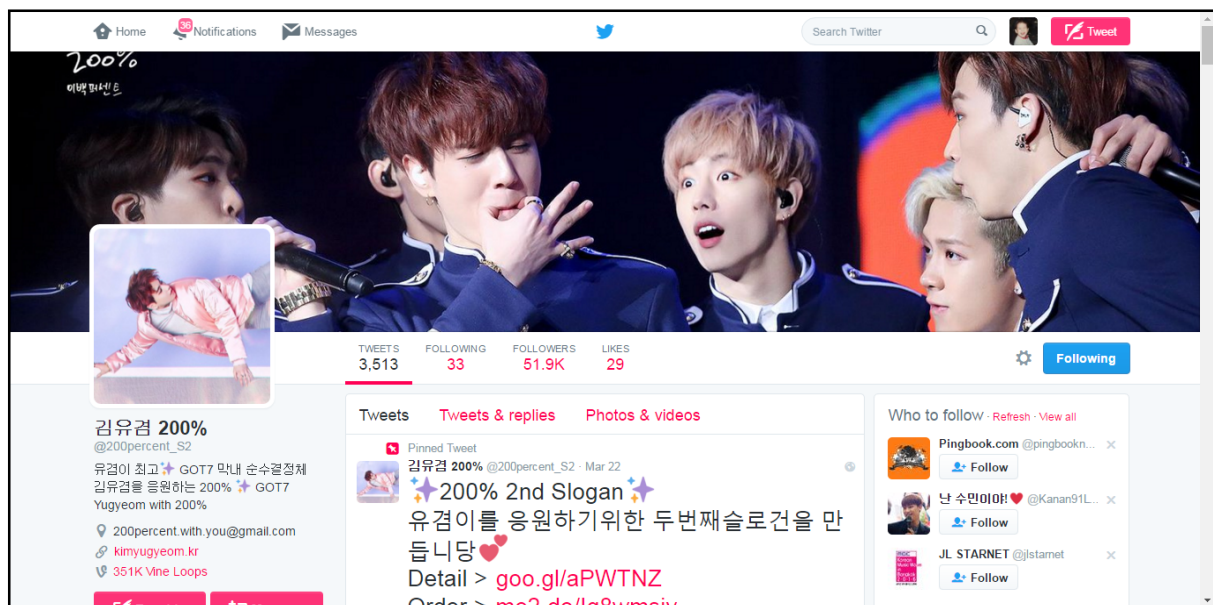 Home
36
Notifications
Messages
Search Twitter
Tweet
200%
이백퍼센트
TWEETS
3,513
FOLLOWING
33
FOLLOWERS
51.9K
LIKES
29
Following
김유겸 200%
@200percent_S2
유겸이 최고✨ GOT7 막내 순수결정체
김유겸을 응원하는 200% ✨ GOT7
Yugyeom with 200%
200percent.with.you@gmail.com
kimyugyeom.kr
351K Vine Loops
Tweets
Tweets & replies
Photos & videos
Pinned Tweet
김유겸 200% @200percent_S2 · Mar 22
✨200% 2nd Slogan✨
유겸이를 응원하기위한 두번째슬로건을 만
듭니당💕
Detail > goo.gl/aPWTNZ
Who to follow · Refresh · View all
Pingbook.com @pingbookn...
Follow
난 수민이야!❤ @Kanan91L...
Follow
JL STARNET @jlstarnet
Follow